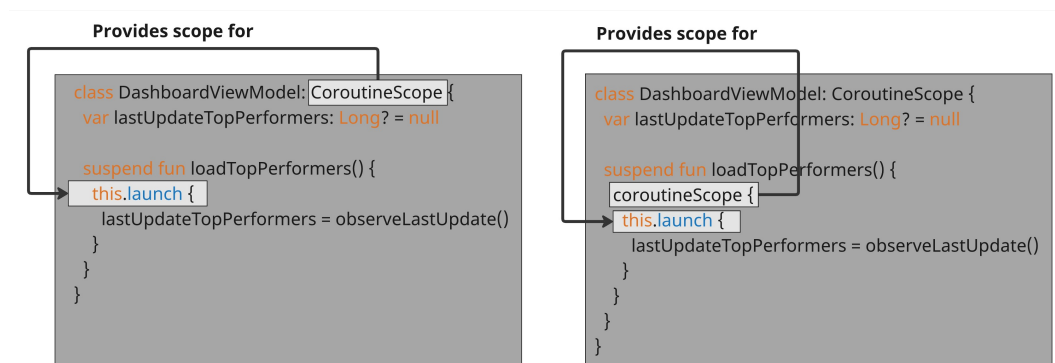 Provides scope for
class DashboardViewModel: CoroutineScope {
var lastUpdateTopPerformers: Long? = null
suspend fun loadTopPerformers() {
this.launch {
lastUpdateTopPerformers = observeLastUpdate()
}
}
}
Provides scope for
class DashboardViewModel: CoroutineScope {
var lastUpdateTopPerformers: Long? = null
suspend fun loadTopPerformers() {
coroutineScope {
this.launch {
lastUpdateTopPerformers = observeLastUpdate()
}
}
}
}